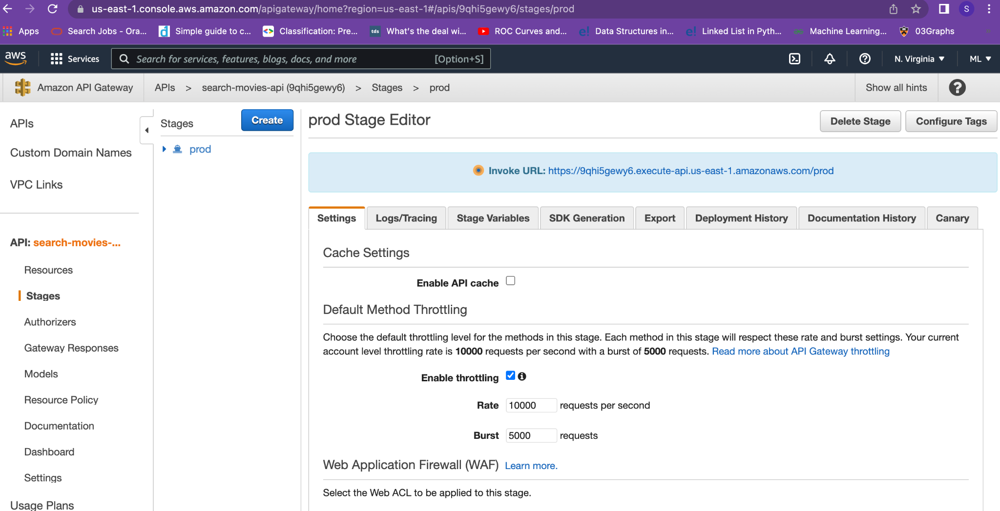 us-east-1.console.aws.amazon.com/apigateway/home?region=us-east-1#/apis/9qhi5gewy6/stages/prod
S
Apps
Search Jobs - Ora...
Simple guide to c...
Classification: Pre...
tds
What's the deal wi...
ROC Curves and...
e!
Data Structures in...
e!
Linked List in Pyth...
Machine Learning...
03Graphs
»
aws
Services
Search for services, features, blogs, docs, and more
[Option+S]
N. Virginia
ML
Amazon API Gateway
APIs > search-movies-api (9qhi5gewy6) > Stages > prod
Show all hints
APIs
Custom Domain Names
VPC Links
API: search-movies-...
Resources
Stages
Authorizers
Gateway Responses
Models
Resource Policy
Documentation
Dashboard
Settings
Usage Plans
Stages
Create
prod
prod Stage Editor
Delete Stage
Configure Tags
Invoke URL: https://9qhi5gewy6.execute-api.us-east-1.amazonaws.com/prod
Settings
Logs/Tracing
Stage Variables
SDK Generation
Export
Deployment History
Documentation History
Canary
Cache Settings
Enable API cache
Default Method Throttling
Choose the default throttling level for the methods in this stage. Each method in this stage will respect these rate and burst settings. Your current
account level throttling rate is 10000 requests per second with a burst of 5000 requests. Read more about API Gateway throttling
Enable throttling
Rate 10000 requests per second
Burst 5000 requests
Web Application Firewall (WAF) Learn more.
Select the Web ACL to be applied to this stage.